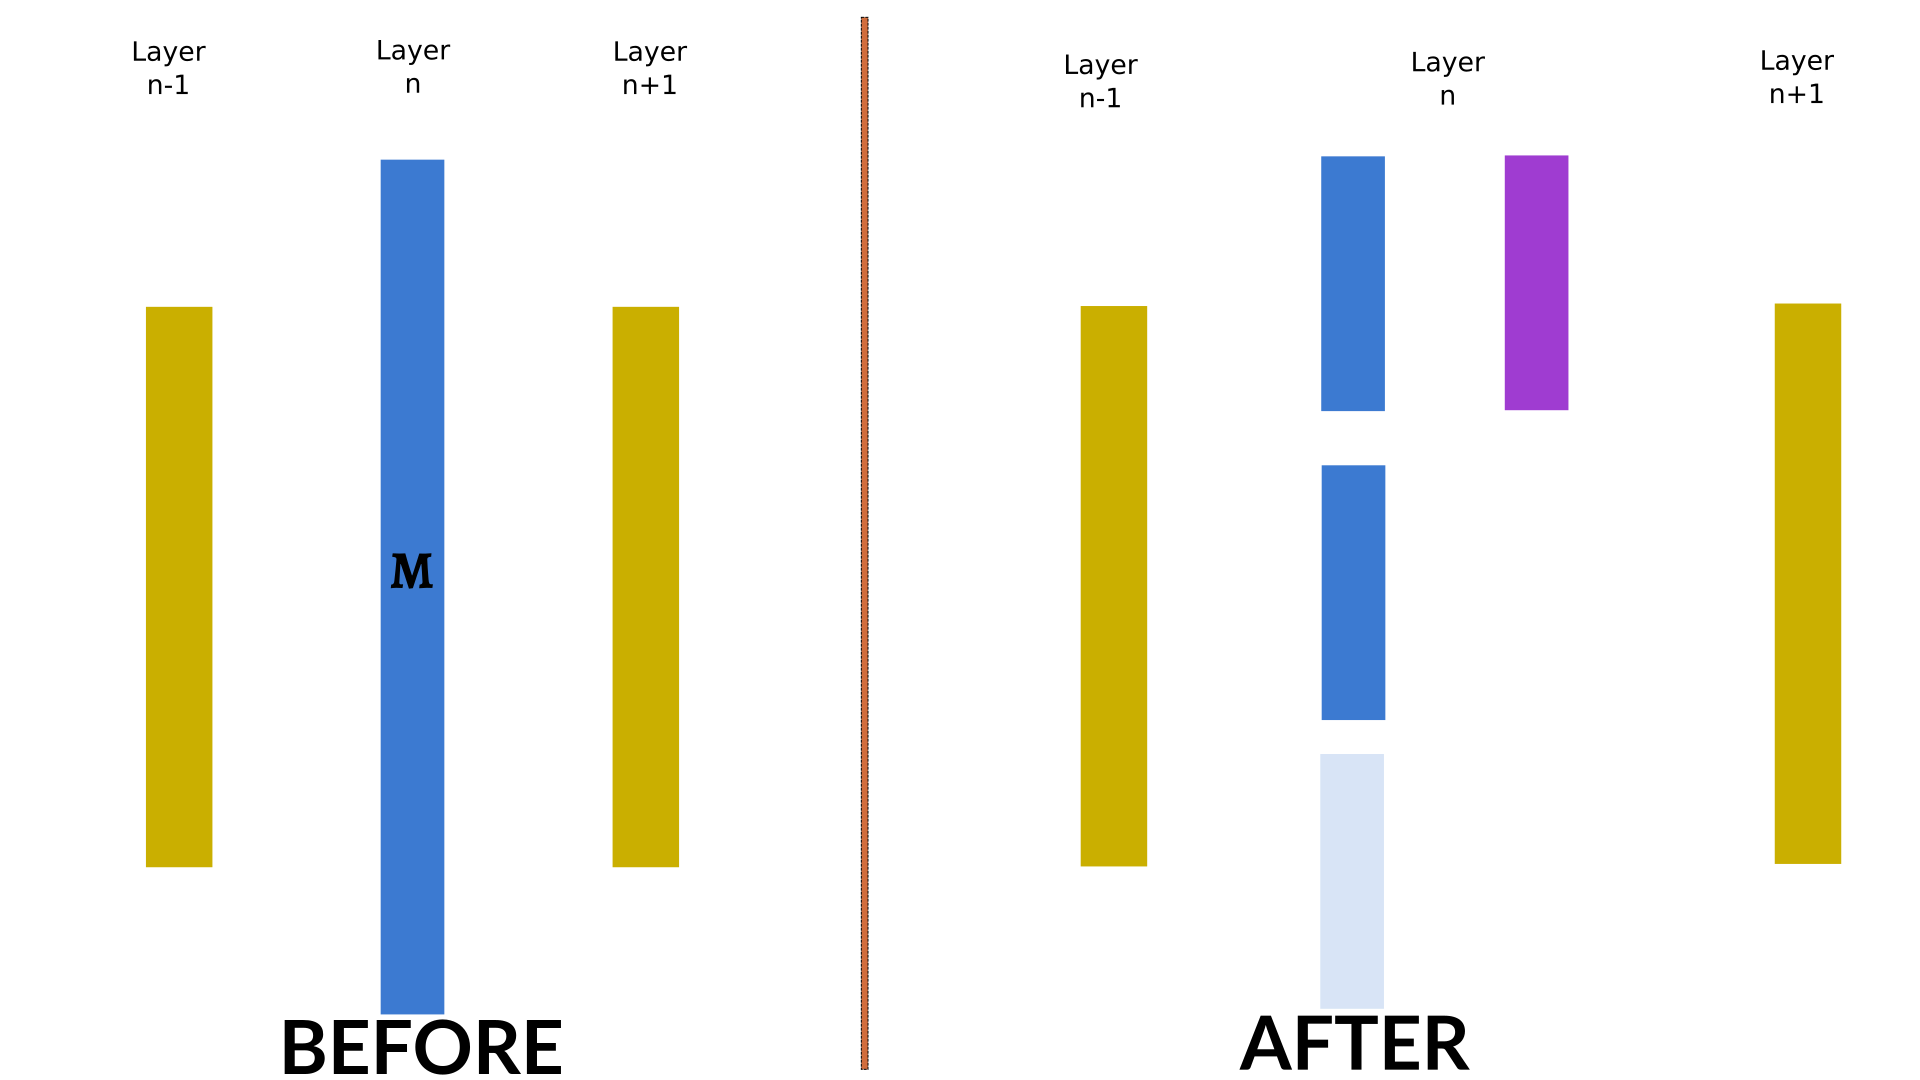 Layer
n-1
Layer
n
Layer
n+1
M
BEFORE
Layer
n-1
Layer
n
Layer
n+1
AFTER